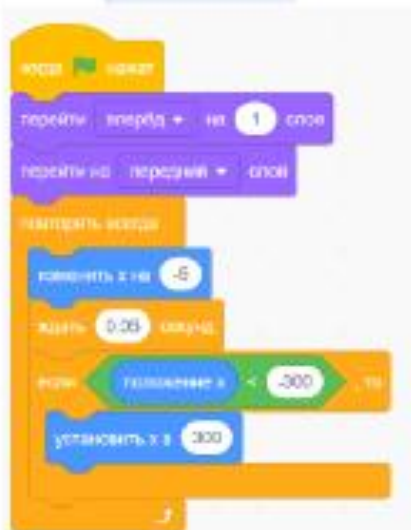 когда нажат
перейти вперёд на 1 слоя
перейти на передний слой
повторять всегда
изменить x на -5
ждать 0.05 секунд
если положение x < -300 , то
установить x в 300